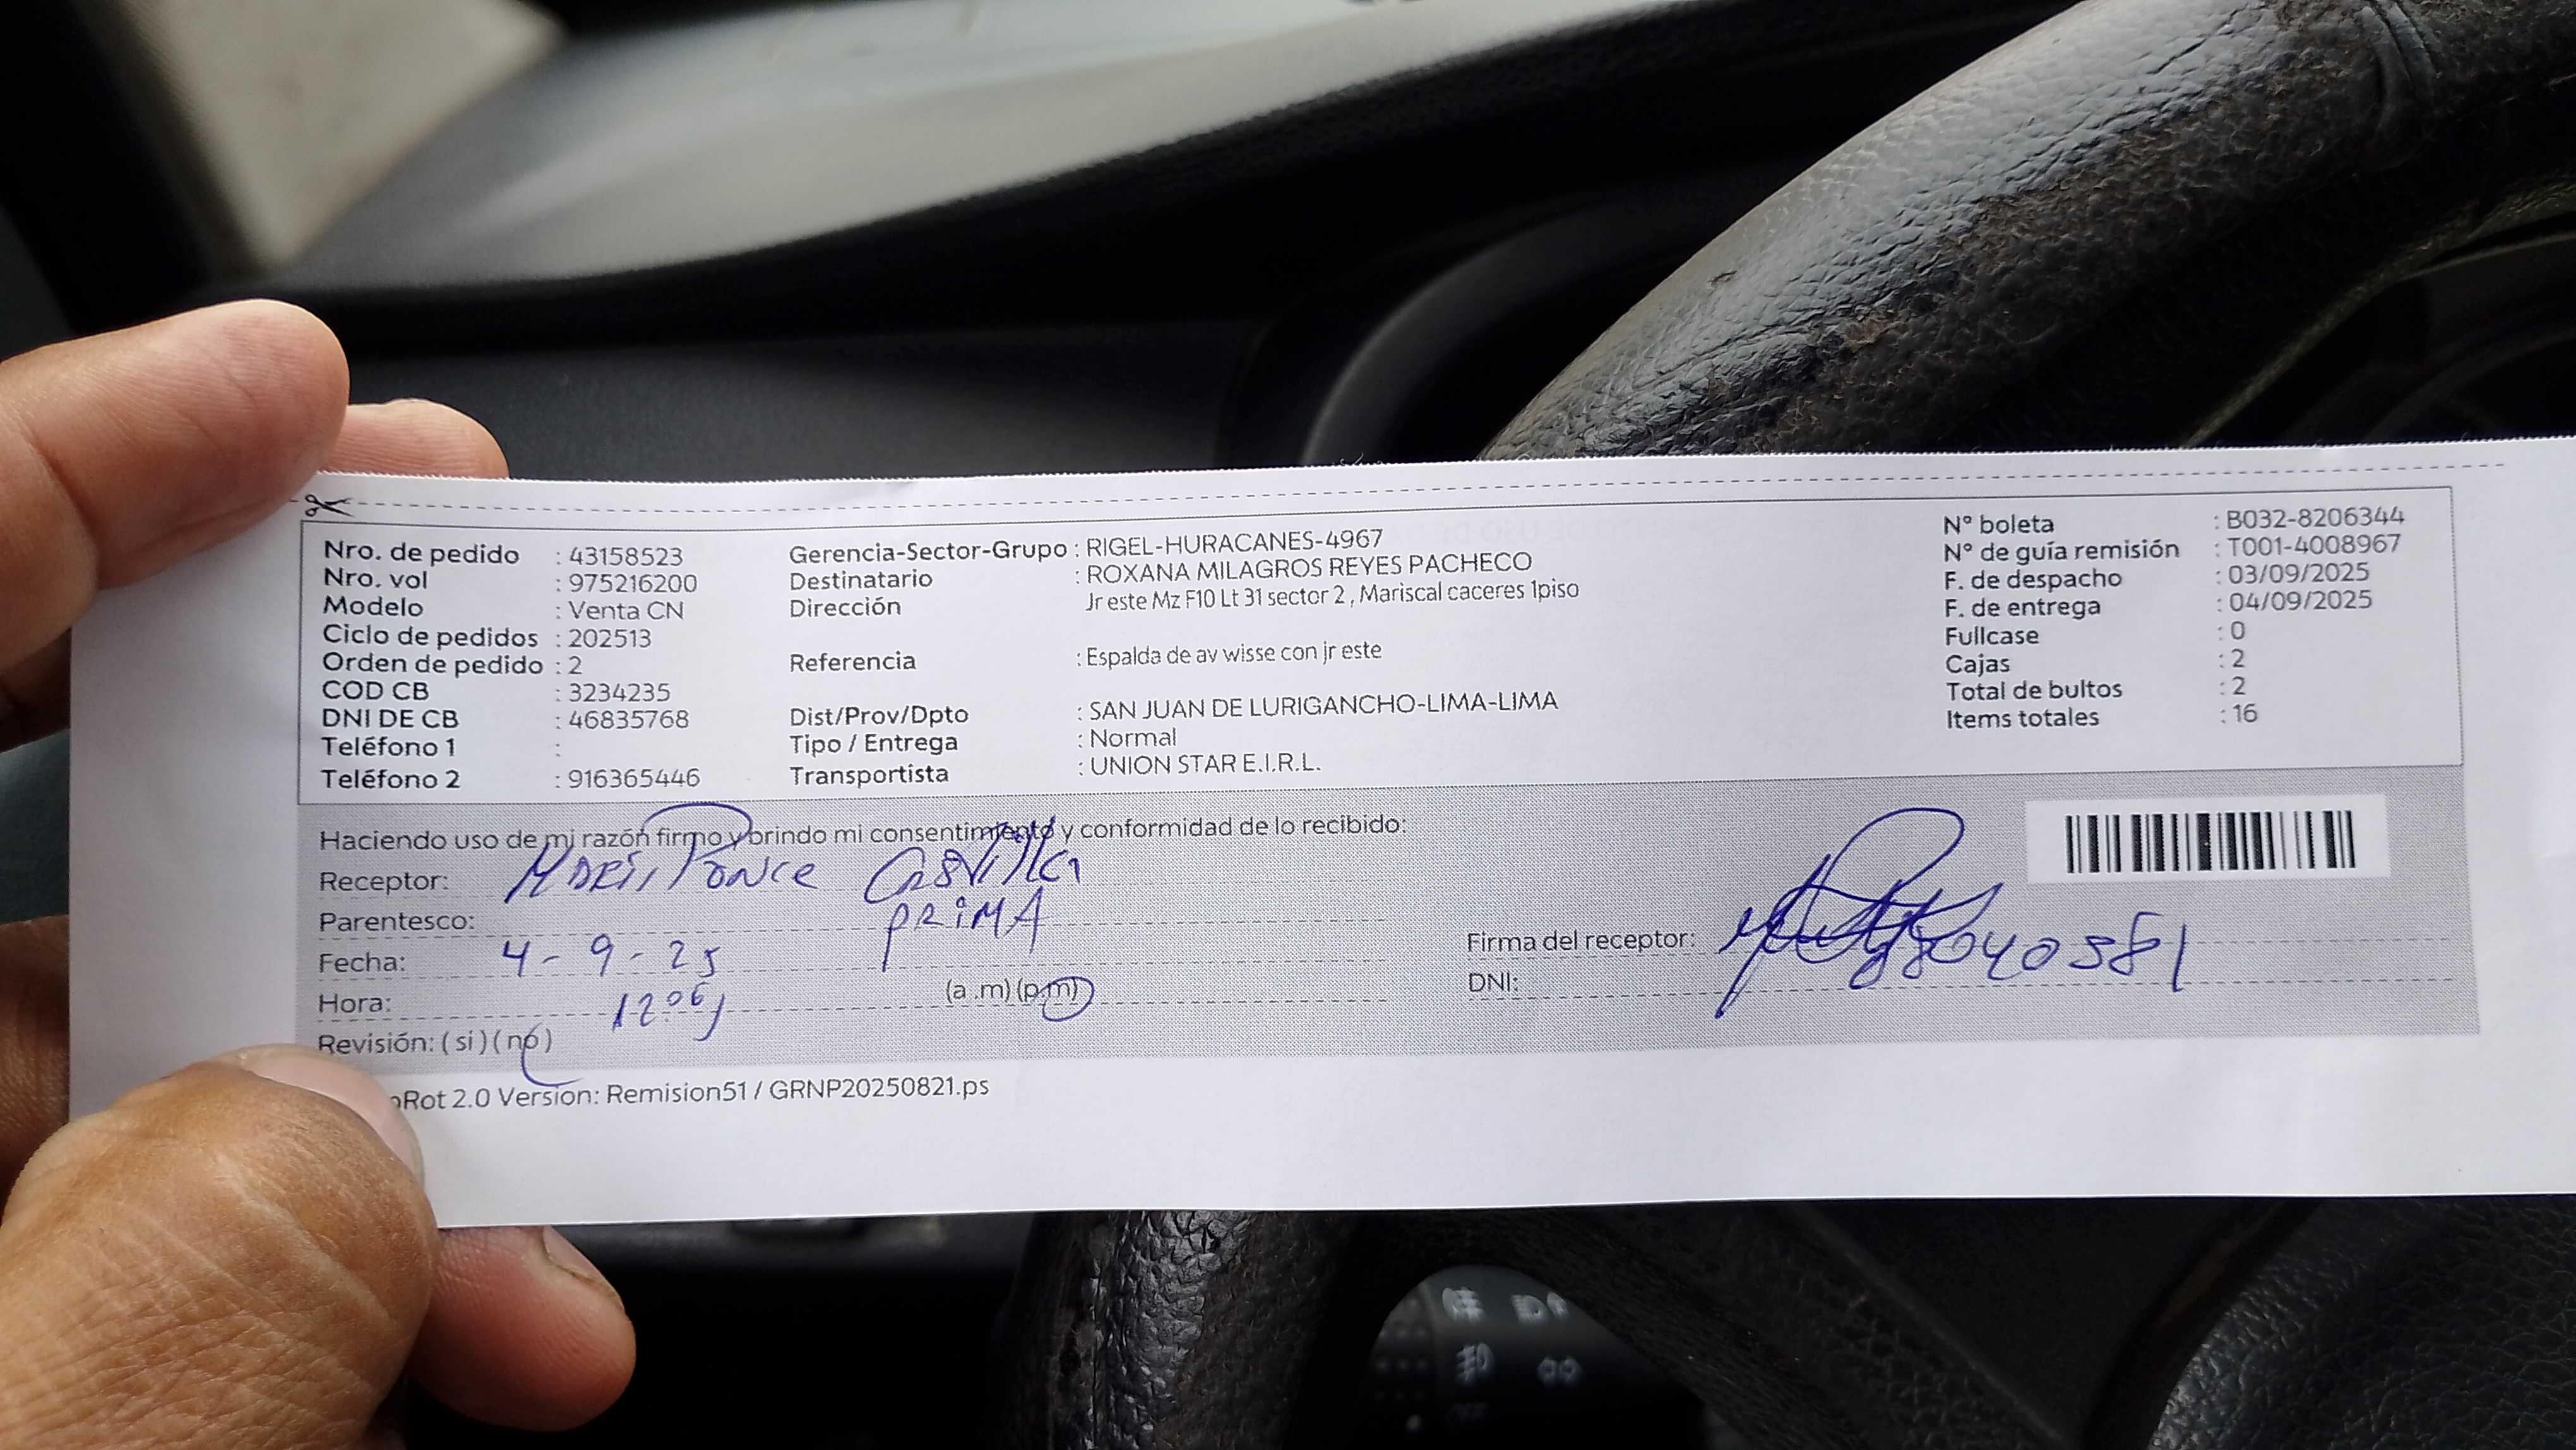 Nro. de pedido : 43158523
Nro. vol : 975216200
Modelo : Venta CN
Ciclo de pedidos : 202513
Orden de pedido : 2
COD CB : 3234235
DNI DE CB : 46835768
Teléfono 1 :
Teléfono 2 : 916365446
Gerencia-Sector-Grupo : RIGEL-HURACANES-4967
Destinatario : ROXANA MILAGROS REYES PACHECO
Dirección Jr este Mz F10 Lt 31 sector 2 , Mariscal caceres 1piso
Referencia : Espalda de av wisse con jr este
Dist/Prov/Dpto : SAN JUAN DE LURIGANCHO-LIMA-LIMA
Tipo / Entrega : Normal
Transportista : UNION STAR E.I.R.L.
N° boleta : B032-8206344
N° de guía remisión : T001-4008967
F. de despacho : 03/09/2025
F. de entrega : 04/09/2025
Fullcase : 0
Cajas : 2
Total de bultos : 2
Items totales : 16
Haciendo uso de mi razón firmo y brindo mi consentimiento y conformidad de lo recibido:
Receptor: Ponce Castilla
Parentesco: PRIMA
Fecha: 4-9-25
Hora: (a .m) (p.m)
Revisión: ( si ) ( no )
Firma del receptor:
DNI:
Rot 2.0 Version: Remision51 / GRNP20250821.ps